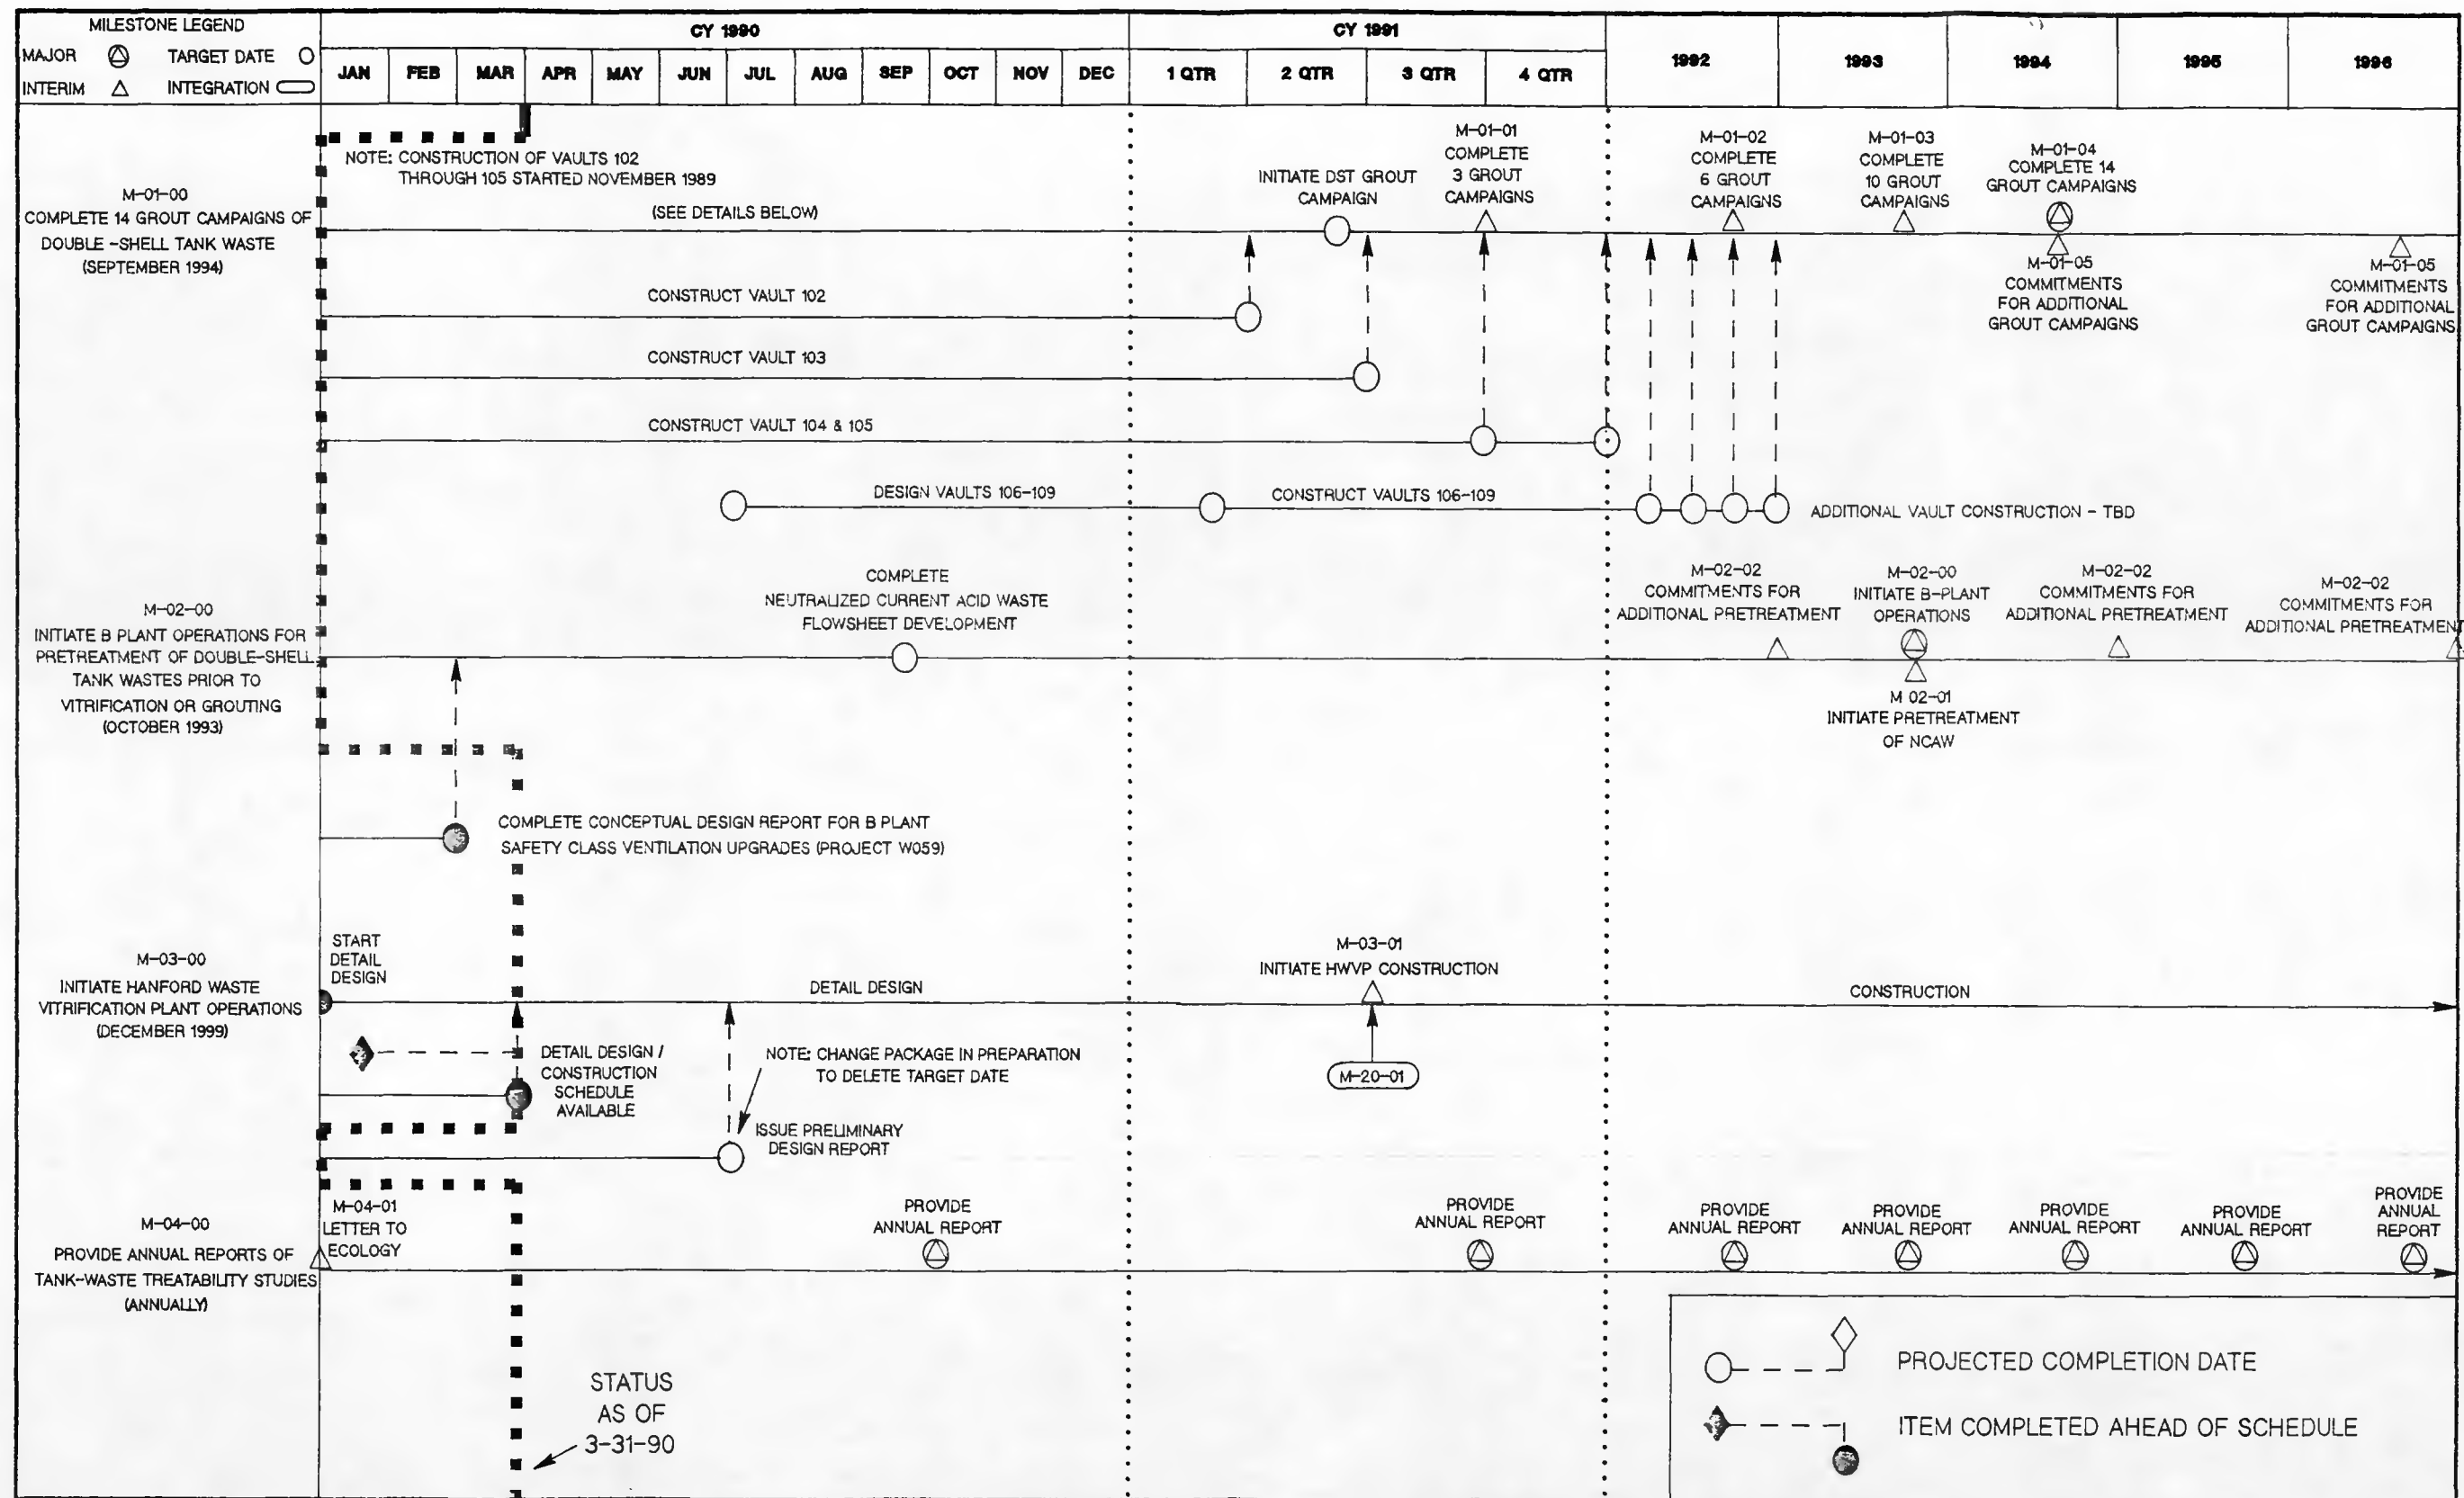 MILESTONE LEGEND
MAJOR TARGET DATE
INTERIM INTEGRATION
CY 1990
CY 1991
JAN FEB MAR APR MAY JUN JUL AUG SEP OCT NOV DEC
1 QTR 2 QTR 3 QTR 4 QTR
1992 1993 1994 1995 1996
M-01-00
COMPLETE 14 GROUT CAMPAIGNS OF
DOUBLE-SHELL TANK WASTE
(SEPTEMBER 1994)
NOTE: CONSTRUCTION OF VAULTS 102
THROUGH 105 STARTED NOVEMBER 1989
(SEE DETAILS BELOW)
INITIATE DST GROUT
CAMPAIGN
M-01-01
COMPLETE
3 GROUT
CAMPAIGNS
M-01-02
COMPLETE
6 GROUT
CAMPAIGNS
M-01-03
COMPLETE
10 GROUT
CAMPAIGNS
M-01-04
COMPLETE 14
GROUT CAMPAIGNS
M-01-05
COMMITMENTS
FOR ADDITIONAL
GROUT CAMPAIGNS
M-01-05
COMMITMENTS
FOR ADDITIONAL
GROUT CAMPAIGNS
CONSTRUCT VAULT 102
CONSTRUCT VAULT 103
CONSTRUCT VAULT 104 & 105
DESIGN VAULTS 106-109
CONSTRUCT VAULTS 106-109
ADDITIONAL VAULT CONSTRUCTION - TBD
M-02-00
INITIATE B PLANT OPERATIONS FOR
PRETREATMENT OF DOUBLE-SHELL
TANK WASTES PRIOR TO
VITRIFICATION OR GROUTING
(OCTOBER 1993)
COMPLETE
NEUTRALIZED CURRENT ACID WASTE
FLOWSHEET DEVELOPMENT
M-02-02
COMMITMENTS FOR
ADDITIONAL PRETREATMENT
M-02-00
INITIATE B-PLANT
OPERATIONS
M-02-02
COMMITMENTS FOR
ADDITIONAL PRETREATMENT
M-02-02
COMMITMENTS FOR
ADDITIONAL PRETREATMENT
M 02-01
INITIATE PRETREATMENT
OF NCAW
COMPLETE CONCEPTUAL DESIGN REPORT FOR B PLANT
SAFETY CLASS VENTILATION UPGRADES (PROJECT W059)
M-03-00
INITIATE HANFORD WASTE
VITRIFICATION PLANT OPERATIONS
(DECEMBER 1999)
START
DETAIL
DESIGN
DETAIL DESIGN
M-03-01
INITIATE HWVP CONSTRUCTION
CONSTRUCTION
DETAIL DESIGN /
CONSTRUCTION
SCHEDULE
AVAILABLE
NOTE: CHANGE PACKAGE IN PREPARATION
TO DELETE TARGET DATE
M-20-01
ISSUE PRELIMINARY
DESIGN REPORT
M-04-00
PROVIDE ANNUAL REPORTS OF
TANK-WASTE TREATABILITY STUDIES
(ANNUALLY)
M-04-01
LETTER TO
ECOLOGY
PROVIDE
ANNUAL REPORT
PROVIDE
ANNUAL REPORT
PROVIDE
ANNUAL REPORT
PROVIDE
ANNUAL REPORT
PROVIDE
ANNUAL REPORT
PROVIDE
ANNUAL REPORT
PROVIDE
ANNUAL
REPORT
STATUS
AS OF
3-31-90
PROJECTED COMPLETION DATE
ITEM COMPLETED AHEAD OF SCHEDULE